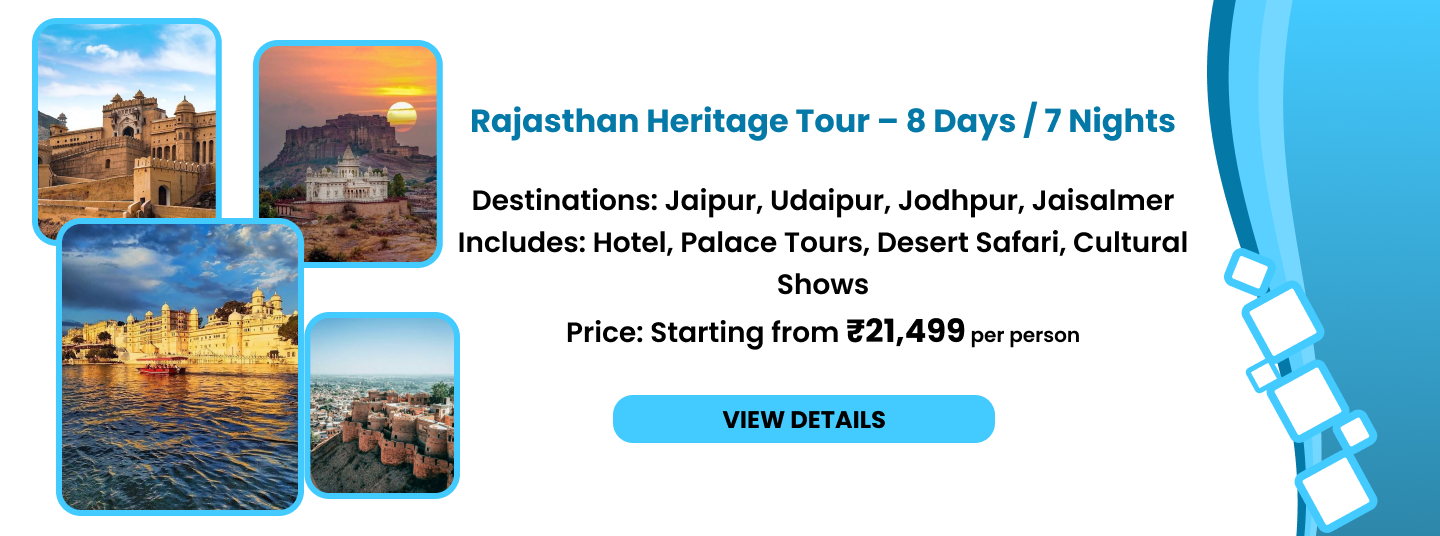 Rajasthan Heritage Tour – 8 Days / 7 Nights
Destinations: Jaipur, Udaipur, Jodhpur, Jaisalmer
Includes: Hotel, Palace Tours, Desert Safari, Cultural
Shows
Price: Starting from ₹21,499 per person
VIEW DETAILS